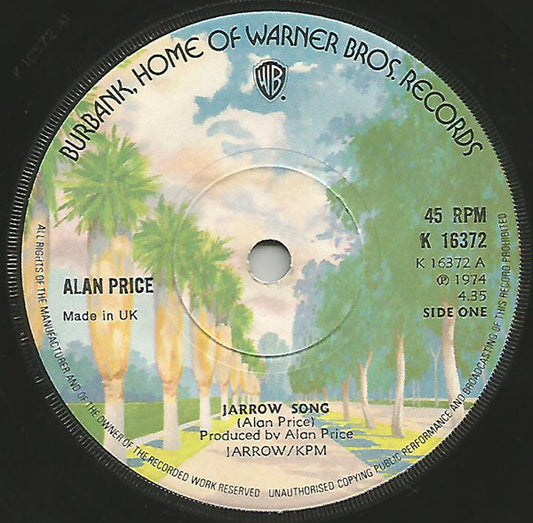 BURBANK, HOME OF WARNER BROS. RECORDS
WB
K 16372 A
45 RPM
K 16372
K 16372 A
℗ 1974
4.35
SIDE ONE
ALAN PRICE
Made in UK
JARROW SONG
(Alan Price)
Produced by Alan Price
JARROW/KPM
ALL RIGHTS OF THE MANUFACTURER AND OF THE OWNER OF THE RECORDED WORK RESERVED UNAUTHORISED COPYING PUBLIC PERFORMANCE AND BROADCASTING OF THIS RECORD PROHIBITED